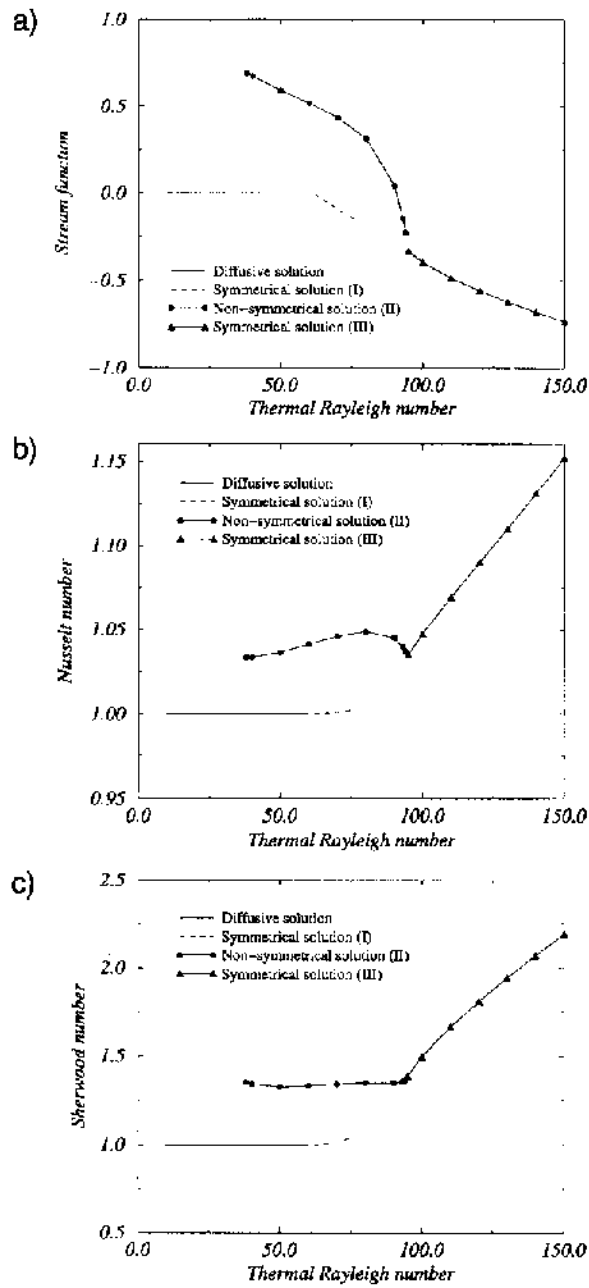 a)
1.0
0.5
0.0
−0.5
−1.0
Stream function
Diffusive solution
Symmetrical solution (I)
Non−symmetrical solution (II)
Symmetrical solution (III)
0.0 50.0 100.0 150.0
Thermal Rayleigh number
b)
1.15
1.10
1.05
1.00
0.95
Nusselt number
Diffusive solution
Symmetrical solution (I)
Non−symmetrical solution (II)
Symmetrical solution (III)
0.0 50.0 100.0 150.0
Thermal Rayleigh number
c)
2.5
2.0
1.5
1.0
0.5
Sherwood number
Diffusive solution
Symmetrical solution (I)
Non−symmetrical solution (II)
Symmetrical solution (III)
0.0 50.0 100.0 150.0
Thermal Rayleigh number